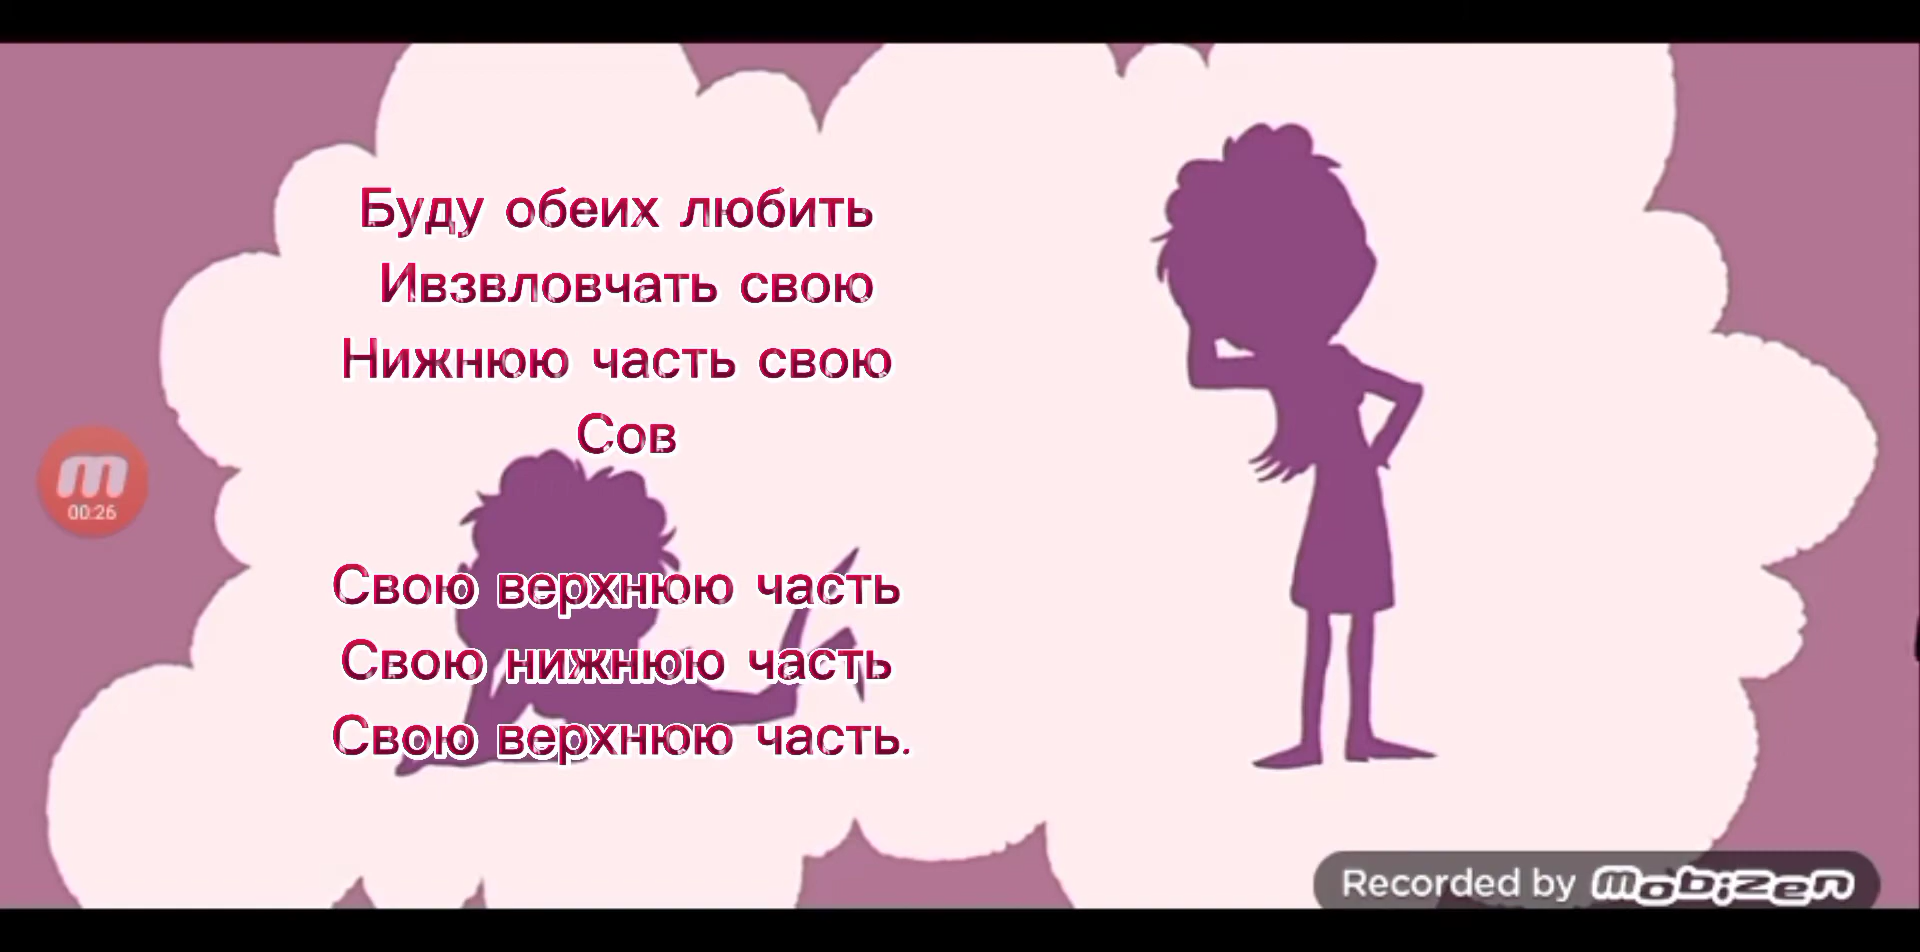 Буду обеих любить
Ивзвловчать свою
Нижнюю часть свою
Сов
Свою верхнюю часть
Свою нижнюю часть
Свою верхнюю часть.
m
00:26
Recorded by mobizen